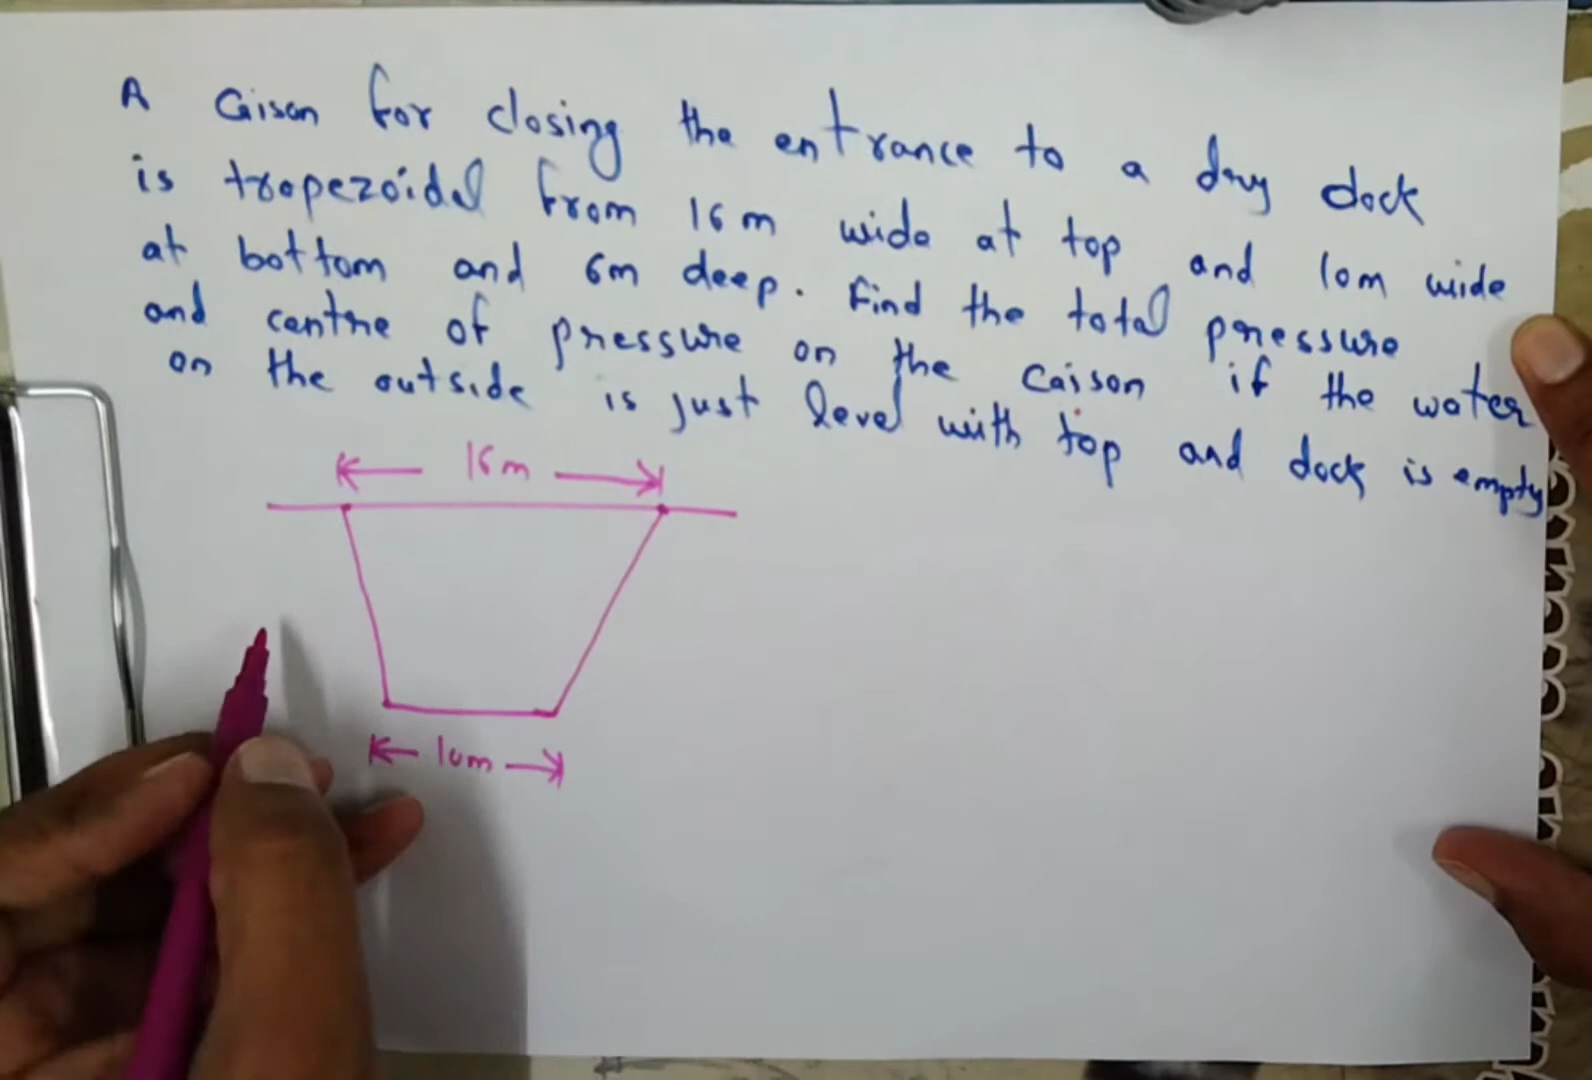 A Caison for closing the entrance to a dry dock
is tropezoidal from 16m wide at top and 10m wide
at bottom and 6m deep. Find the total pressure
and centre of pressure on the caison if the water
on the outside is just level with top and dock is empty
16m
10m